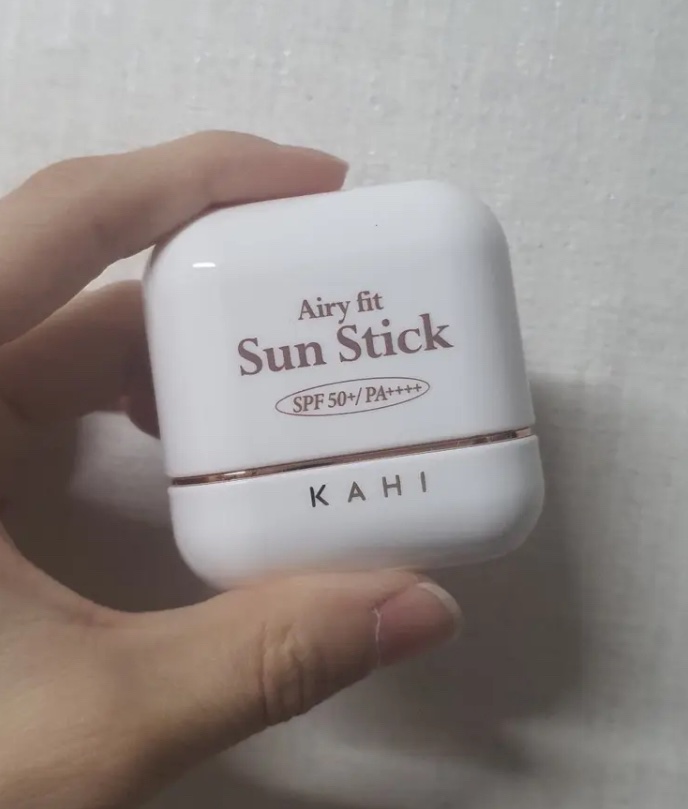 Airy fit
Sun Stick
SPF 50+/ PA++++
KAHI